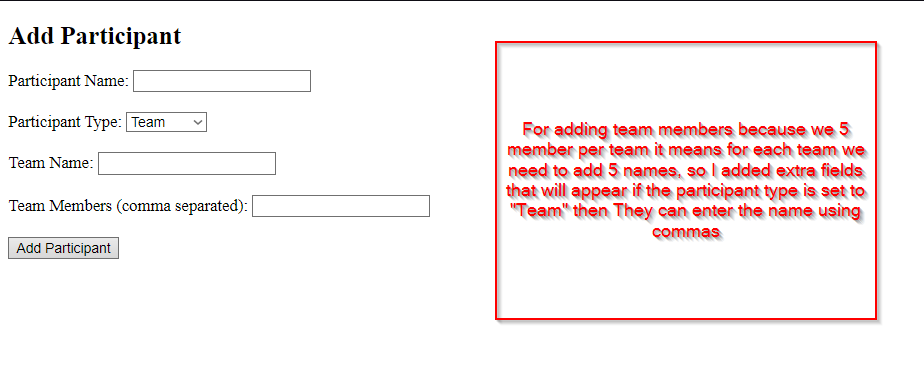 Add Participant
Participant Name:
Participant Type: Team
Team Name:
Team Members (comma separated):
Add Participant
For adding team members because we 5
member per team it means for each team we
need to add 5 names, so I added extra fields
that will appear if the participant type is set to
"Team" then They can enter the name using
commas